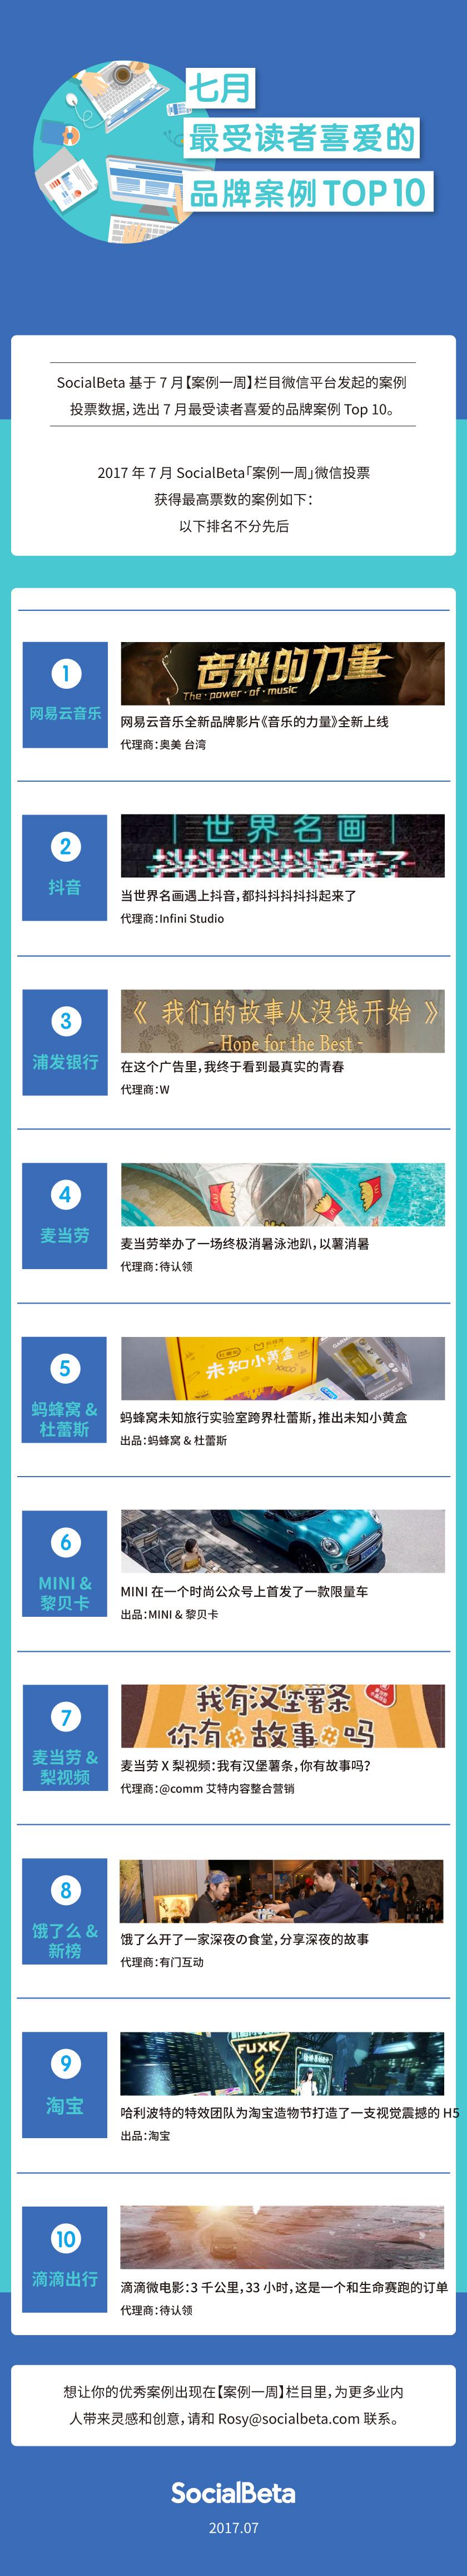 七月
最受读者喜爱的
品牌案例 TOP 10
SocialBeta 基于 7 月【案例一周】栏目微信平台发起的案例
投票数据，选出 7 月最受读者喜爱的品牌案例 Top 10。
2017 年 7 月 SocialBeta「案例一周」微信投票
获得最高票数的案例如下：
以下排名不分先后
1
网易云音乐
音樂的力量
The·power·of·music
网易云音乐全新品牌影片《音乐的力量》全新上线
代理商：奥美 台湾
2
抖音
世界名画
抖抖抖抖抖起来了
当世界名画遇上抖音，都抖抖抖抖抖起来了
代理商：Infini Studio
3
浦发银行
《 我们的故事从沒钱开始 》
- Hope for the Best -
在这个广告里，我终于看到最真实的青春
代理商：W
4
麦当劳
麦当劳举办了一场终极消暑泳池趴，以薯消暑
代理商：待认领
5
蚂蜂窝 &
杜蕾斯
未知小黄盒
蚂蜂窝未知旅行实验室跨界杜蕾斯，推出未知小黄盒
出品：蚂蜂窝 & 杜蕾斯
6
MINI &
黎贝卡
MINI 在一个时尚公众号上首发了一款限量车
出品：MINI & 黎贝卡
7
麦当劳 &
梨视频
我有汉堡薯条
你有故事吗
麦当劳 X 梨视频：我有汉堡薯条，你有故事吗？
代理商：@comm 艾特内容整合营销
8
饿了么 &
新榜
饿了么开了一家深夜の食堂，分享深夜的故事
代理商：有门互动
9
淘宝
FUXK
哈利波特的特效团队为淘宝造物节打造了一支视觉震撼的 H5
出品：淘宝
10
滴滴出行
滴滴微电影：3 千公里，33 小时，这是一个和生命赛跑的订单
代理商：待认领
想让你的优秀案例出现在【案例一周】栏目里，为更多业内
人带来灵感和创意，请和 Rosy@socialbeta.com 联系。
SocialBeta
2017.07